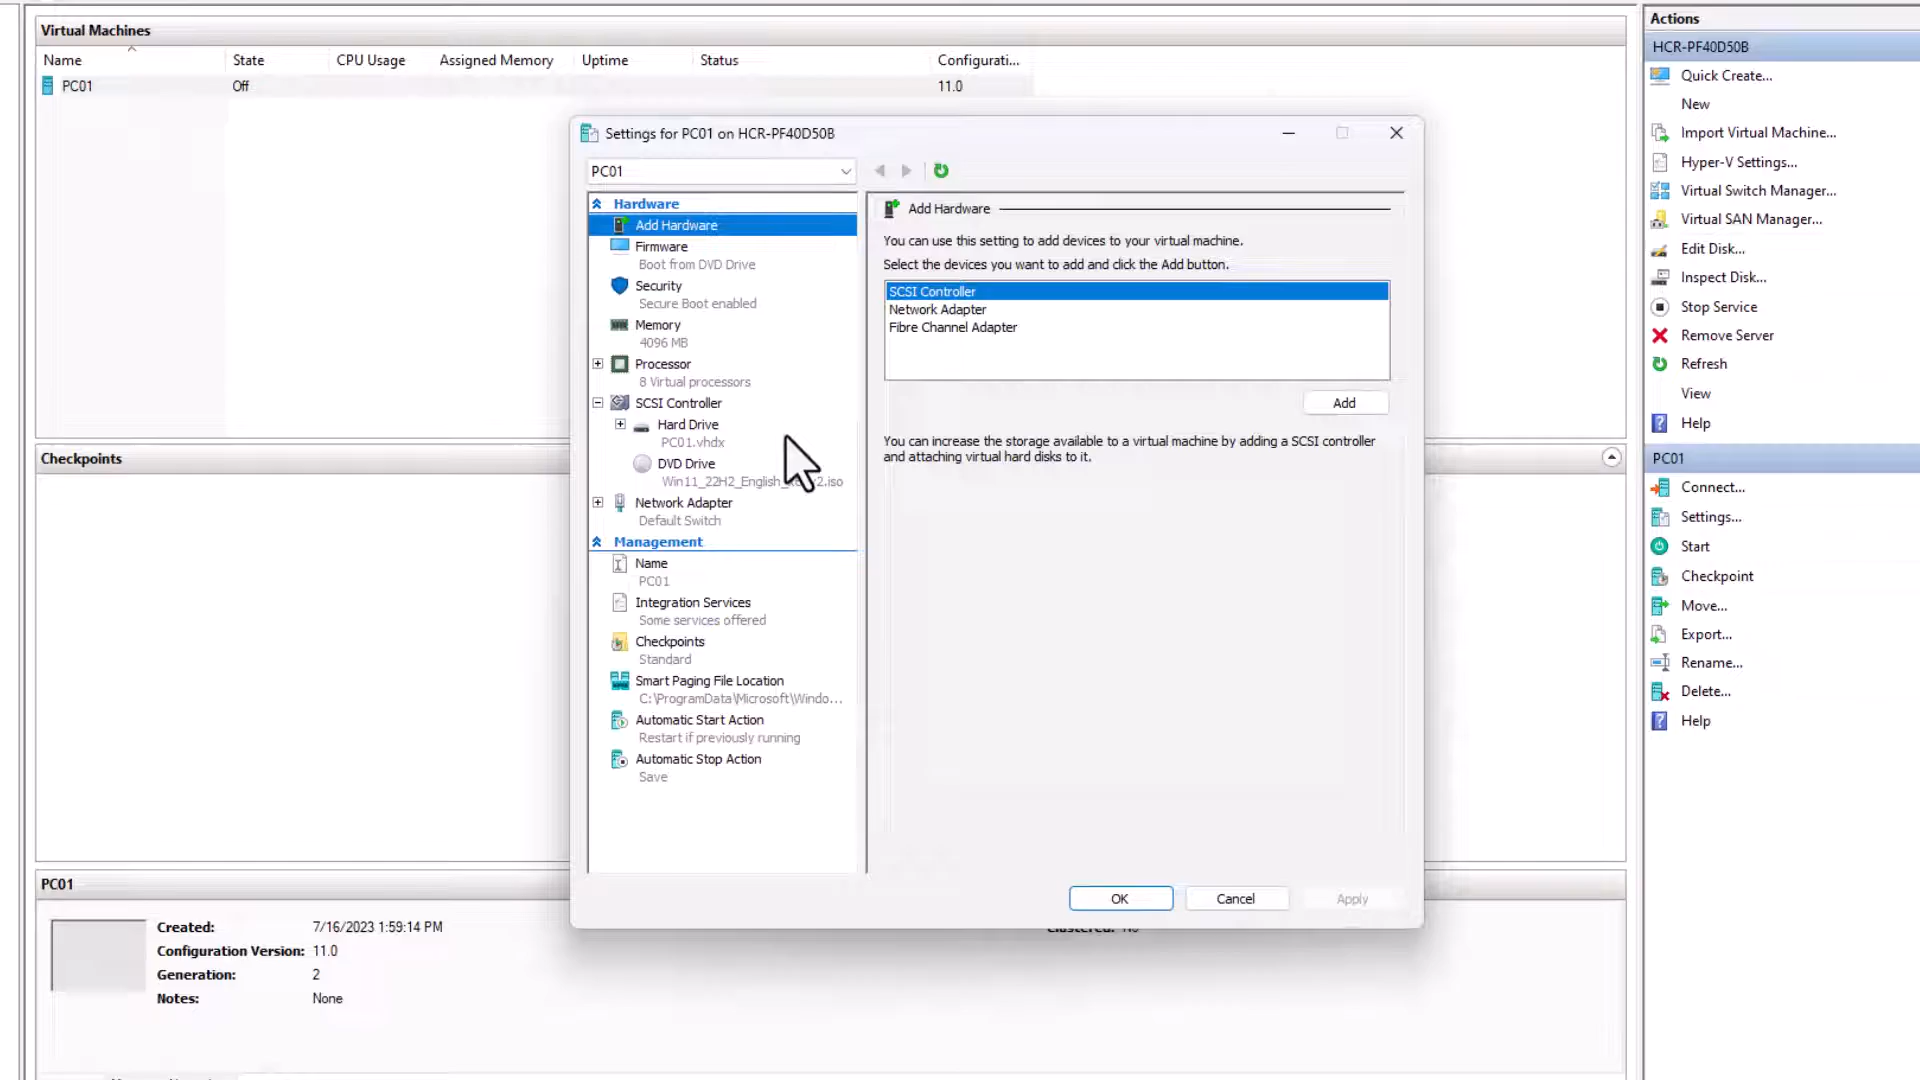 Virtual Machines
Name State CPU Usage Assigned Memory Uptime Status Configurati...
PC01 Off 11.0
Checkpoints
PC01
Created: 7/16/2023 1:59:14 PM
Configuration Version: 11.0
Generation: 2
Notes: None
Clustered: No
Settings for PC01 on HCR-PF40D50B
PC01
Hardware
Add Hardware
Firmware
Boot from DVD Drive
Security
Secure Boot enabled
Memory
4096 MB
Processor
8 Virtual processors
SCSI Controller
Hard Drive
PC01.vhdx
DVD Drive
Win11_22H2_English_
2.iso
Network Adapter
Default Switch
Management
Name
PC01
Integration Services
Some services offered
Checkpoints
Standard
Smart Paging File Location
C:\ProgramData\Microsoft\Windo...
Automatic Start Action
Restart if previously running
Automatic Stop Action
Save
Add Hardware
You can use this setting to add devices to your virtual machine.
Select the devices you want to add and click the Add button.
SCSI Controller
Network Adapter
Fibre Channel Adapter
Add
You can increase the storage available to a virtual machine by adding a SCSI controller
and attaching virtual hard disks to it.
OK Cancel Apply
Actions
HCR-PF40D50B
Quick Create...
New
Import Virtual Machine...
Hyper-V Settings...
Virtual Switch Manager...
Virtual SAN Manager...
Edit Disk...
Inspect Disk...
Stop Service
Remove Server
Refresh
View
Help
PC01
Connect...
Settings...
Start
Checkpoint
Move...
Export...
Rename...
Delete...
Help